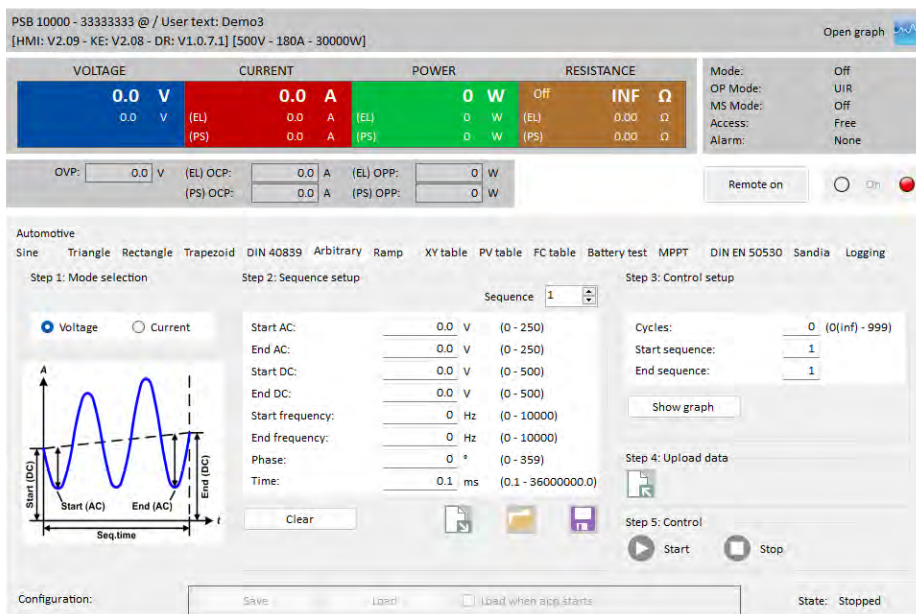 PSB 10000 - 33333333 @ / User text: Demo3
[HMI: V2.09 - KE: V2.08 - DR: V1.0.7.1] [500V - 180A - 30000W]
Open graph
VOLTAGE CURRENT POWER RESISTANCE
0.0 V 0.0 A 0 W Off INF Ω
0.0 V (EL) 0.0 A (EL) 0 W (EL) 0.00 Ω
(PS) 0.0 A (PS) 0 W (PS) 0.00 Ω
Mode: Off
OP Mode: UIR
MS Mode: Off
Access: Free
Alarm: None
OVP: 0.0 V (EL) OCP: 0.0 A (EL) OPP: 0 W
(PS) OCP: 0.0 A (PS) OPP: 0 W
Remote on On
Automotive
Sine Triangle Rectangle Trapezoid DIN 40839 Arbitrary Ramp XY table PV table FC table Battery test MPPT DIN EN 50530 Sandia Logging
Step 1: Mode selection
Voltage Current
A
Start (DC)
Start (AC) End (AC)
End (DC)
t
Seq.time
Step 2: Sequence setup
Sequence 1
Start AC: 0.0 V (0 - 250)
End AC: 0.0 V (0 - 250)
Start DC: 0.0 V (0 - 500)
End DC: 0.0 V (0 - 500)
Start frequency: 0 Hz (0 - 10000)
End frequency: 0 Hz (0 - 10000)
Phase: 0 ° (0 - 359)
Time: 0.1 ms (0.1 - 36000000.0)
Clear
Step 3: Control setup
Cycles: 0 (0(inf) - 999)
Start sequence: 1
End sequence: 1
Show graph
Step 4: Upload data
Step 5: Control
Start Stop
Configuration: Save Load Load when app starts State: Stopped